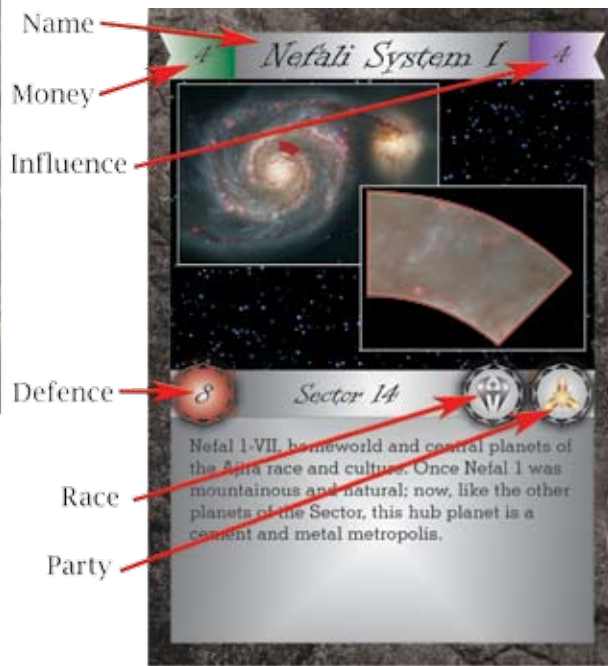 Name
4 Nefali System I 4
Money
Influence
Defence
8 Sector 14
Nefal 1-VII, homeworld and central planets of
the Ajira race and culture. Once Nefal 1 was
mountainous and natural; now, like the other
planets of the Sector, this hub planet is a
cement and metal metropolis.
Race
Party